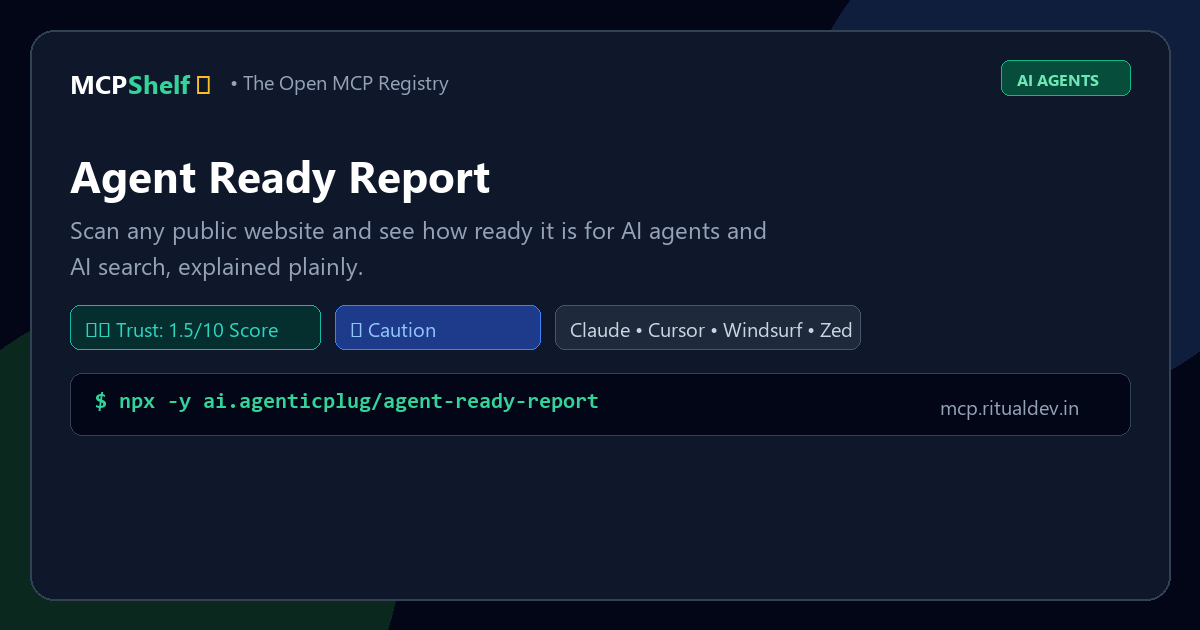 MCPShelf • The Open MCP Registry
AI AGENTS
Agent Ready Report
Scan any public website and see how ready it is for AI agents and
AI search, explained plainly.
Trust: 1.5/10 Score
Caution
Claude • Cursor • Windsurf • Zed
$ npx -y ai.agenticplug/agent-ready-report
mcp.ritualdev.in